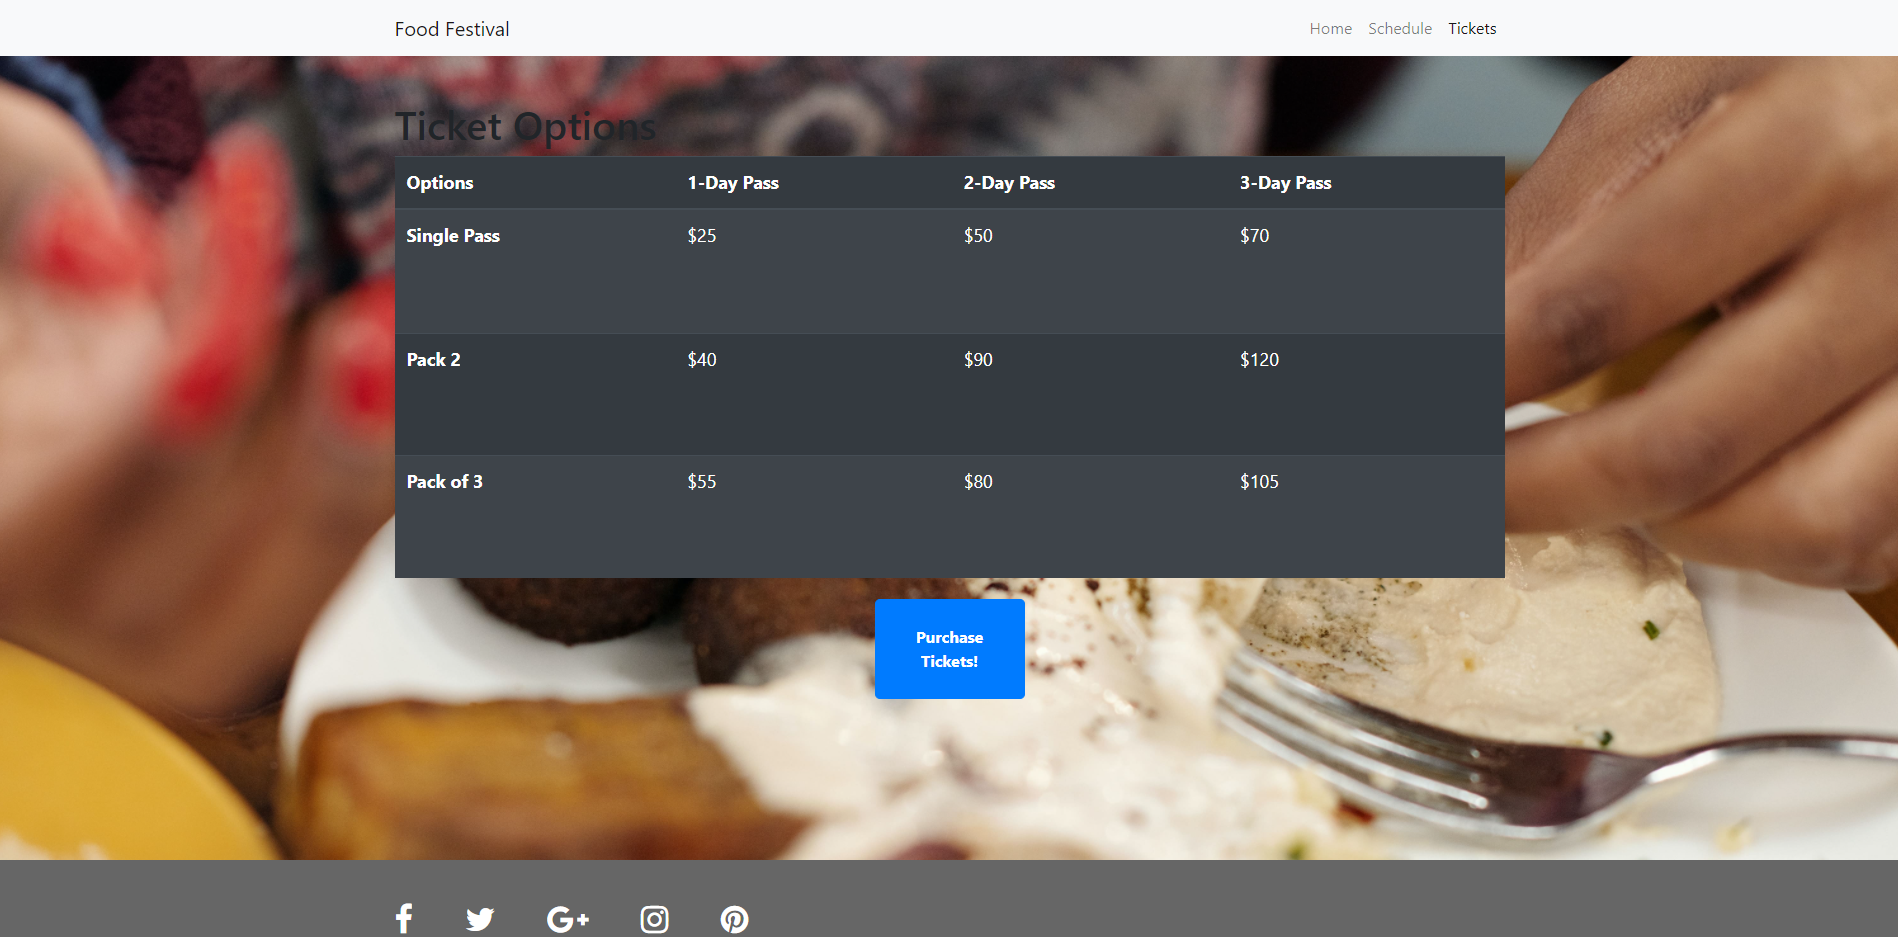 Food Festival
Home Schedule Tickets
Ticket Options
Options 1-Day Pass 2-Day Pass 3-Day Pass
Single Pass $25 $50 $70
Pack 2 $40 $90 $120
Pack of 3 $55 $80 $105
Purchase
Tickets!